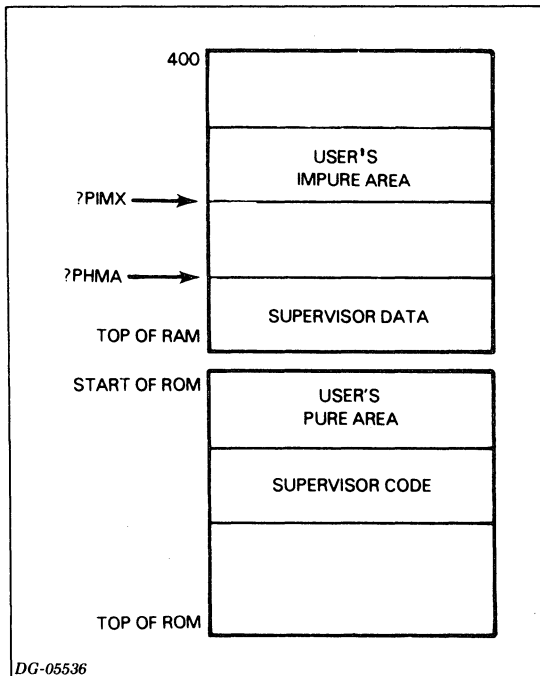 400
USER'S
IMPURE AREA
?PIMX
?PHMA
SUPERVISOR DATA
TOP OF RAM
START OF ROM
USER'S
PURE AREA
SUPERVISOR CODE
TOP OF ROM
DG-05536